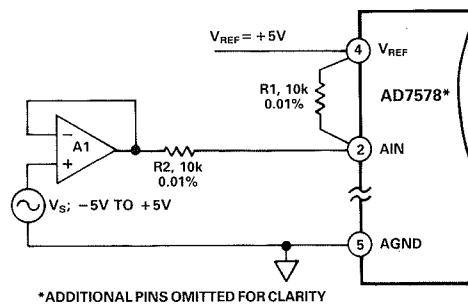 V_REF = +5V
4
V_REF
R1, 10k
0.01%
AD7578*
−
A1
+
R2, 10k
0.01%
2
AIN
V_S; −5V TO +5V
5
AGND
*ADDITIONAL PINS OMITTED FOR CLARITY